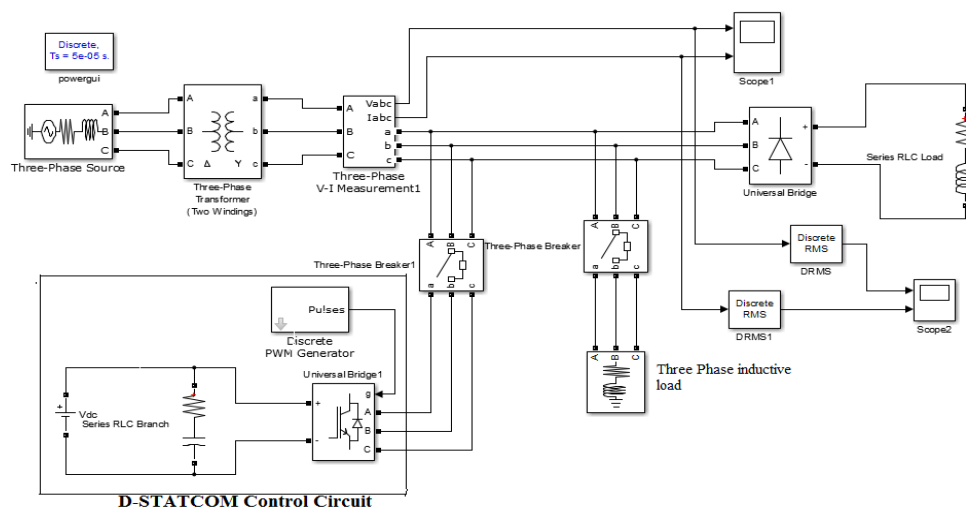 Discrete,
Ts = 5e-05 s.
powergui
A
B
C
Three-Phase Source
A
B
C
Δ
Y
a
b
c
Three-Phase
Transformer
(Two Windings)
A
B
C
Vabc
Iabc
a
b
c
Three-Phase
V-I Measurement1
Scope1
A
B
C
+
-
Universal Bridge
Series RLC Load
A
B
C
a
b
c
Three-Phase Breaker1
A
B
C
a
b
c
Three-Phase Breaker
Discrete
RMS
DRMS
Discrete
RMS
DRMS1
Scope2
A
B
C
Three Phase inductive
load
Pulses
Discrete
PWM Generator
Universal Bridge1
g
+
-
A
B
C
+
Vdc
Series RLC Branch
D-STATCOM Control Circuit